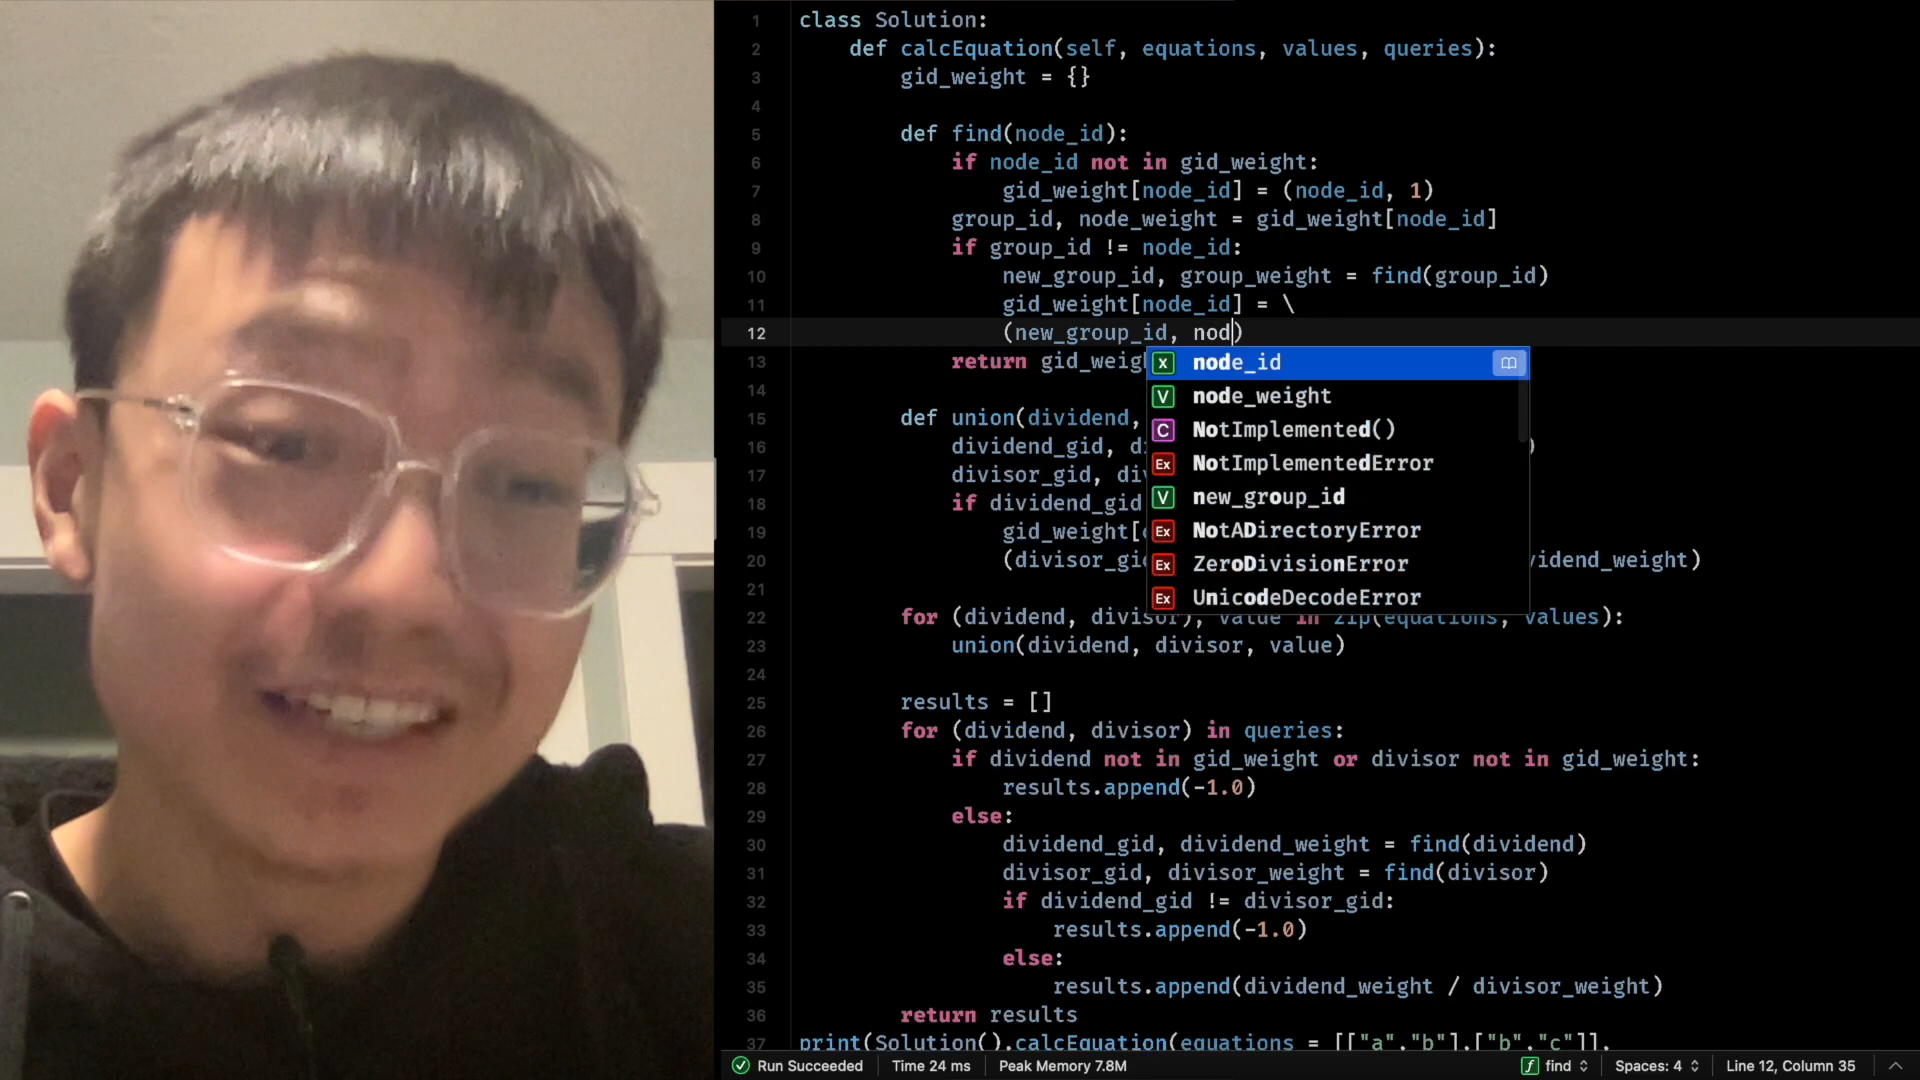 1 class Solution:
2 def calcEquation(self, equations, values, queries):
3 gid_weight = {}
4
5 def find(node_id):
6 if node_id not in gid_weight:
7 gid_weight[node_id] = (node_id, 1)
8 group_id, node_weight = gid_weight[node_id]
9 if group_id != node_id:
10 new_group_id, group_weight = find(group_id)
11 gid_weight[node_id] = \
12 (new_group_id, nod)
13 return gid_weigh
node_id
14
node_weight
15 def union(dividend,
NotImplemented()
16 dividend_gid, di )
NotImplementedError
17 divisor_gid, div
18 if dividend_gid
new_group_id
19 gid_weight[
NotADirectoryError
20 (divisor_gi vidend_weight)
ZeroDivisionError
21
UnicodeDecodeError
22 for (dividend, divisor), value in zip(equations, values):
23 union(dividend, divisor, value)
24
25 results = []
26 for (dividend, divisor) in queries:
27 if dividend not in gid_weight or divisor not in gid_weight:
28 results.append(-1.0)
29 else:
30 dividend_gid, dividend_weight = find(dividend)
31 divisor_gid, divisor_weight = find(divisor)
32 if dividend_gid != divisor_gid:
33 results.append(-1.0)
34 else:
35 results.append(dividend_weight / divisor_weight)
36 return results
37 print(Solution().calcEquation(equations = [["a","b"],["b","c"]],
Run Succeeded Time 24 ms Peak Memory 7.8M find Spaces: 4 Line 12, Column 35